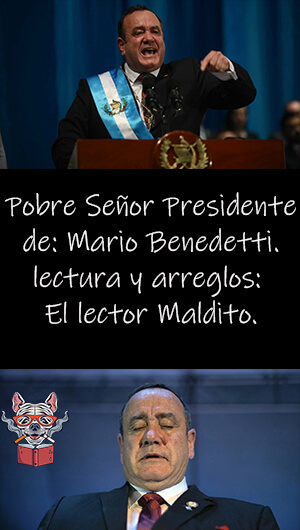 Pobre Señor Presidente
de: Mario Benedetti.
lectura y arreglos:
El lector Maldito.